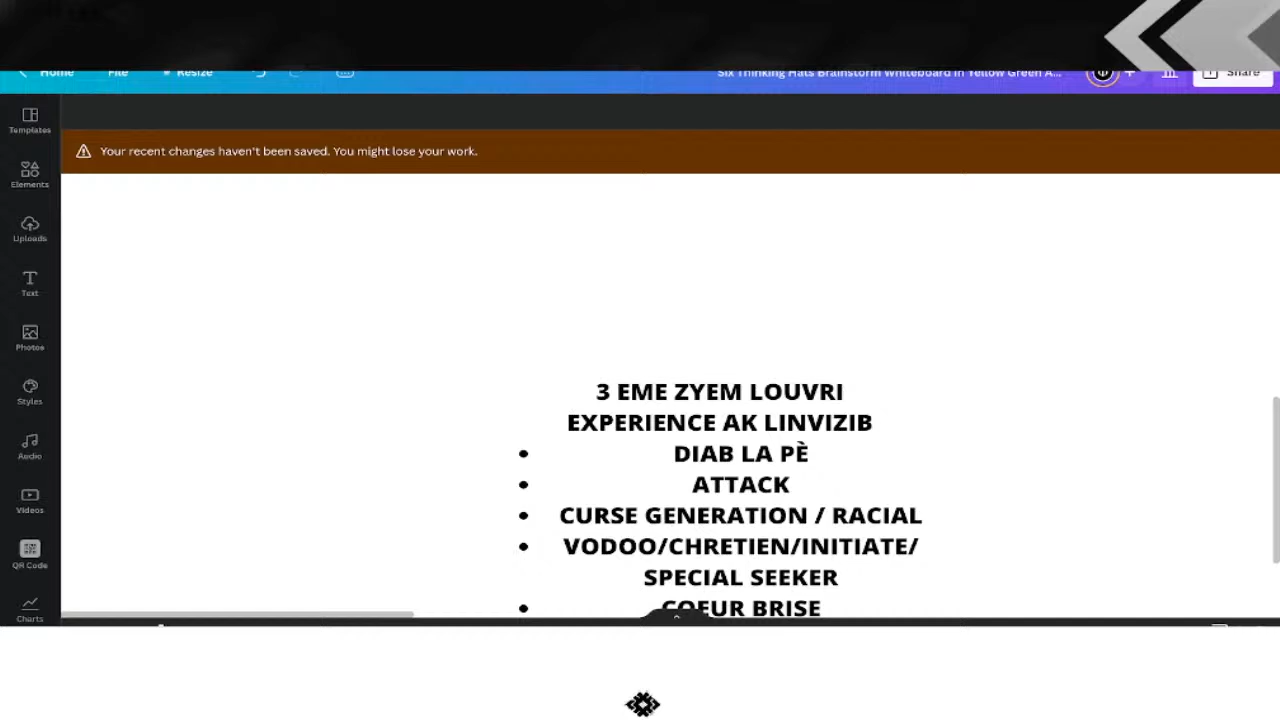 Home File Resize Six Thinking Hats Brainstorm Whiteboard in Yellow Green A... Share
Templates
Your recent changes haven't been saved. You might lose your work.
Elements
Uploads
Text
Photos
Styles
Audio
Videos
QR Code
Charts
3 EME ZYEM LOUVRI
EXPERIENCE AK LINVIZIB
• DIAB LA PÈ
• ATTACK
• CURSE GENERATION / RACIAL
• VODOO/CHRETIEN/INITIATE/
SPECIAL SEEKER
• COEUR BRISE